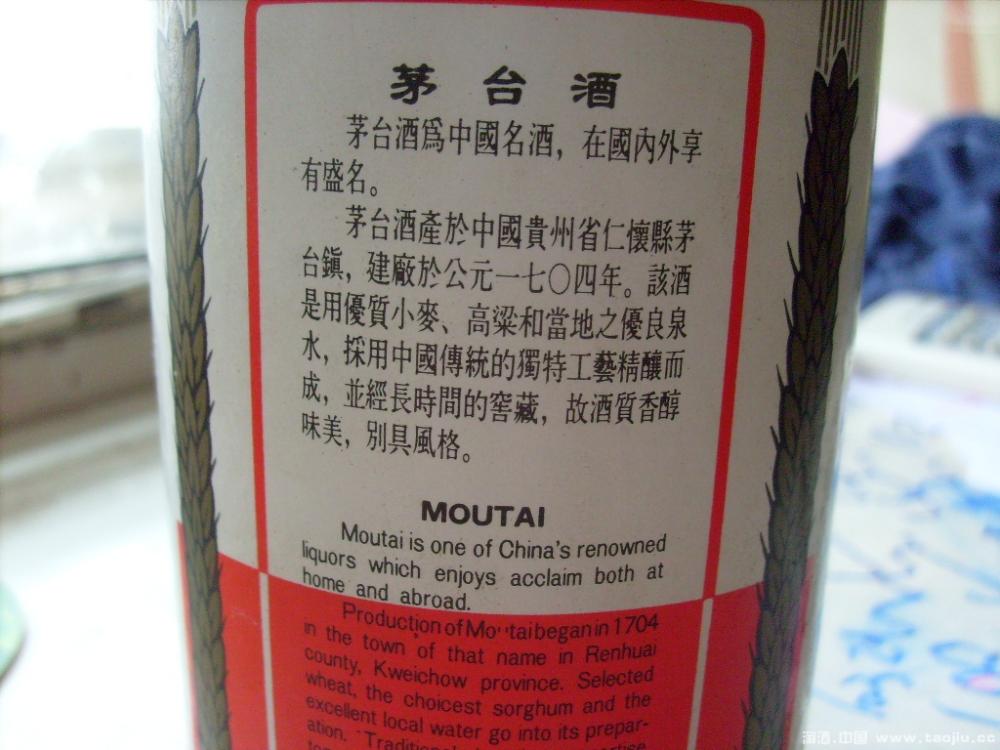 茅台酒
茅台酒爲中國名酒，在國內外享
有盛名。
茅台酒產於中國貴州省仁懷縣茅
台鎮，建廠於公元一七〇四年。該酒
是用優質小麥、高粱和當地之優良泉
水，採用中國傳統的獨特工藝精釀而
成，並經長時間的窖藏，故酒質香醇
味美，別具風格。
MOUTAI
Moutai is one of China's renowned
liquors which enjoys acclaim both at
home and abroad.
Production of Moutai began in 1704
in the town of that name in Renhuai
county, Kweichow province. Selected
wheat, the choicest sorghum and the
excellent local water go into its prepar-
ation.
www.taojiu.cc